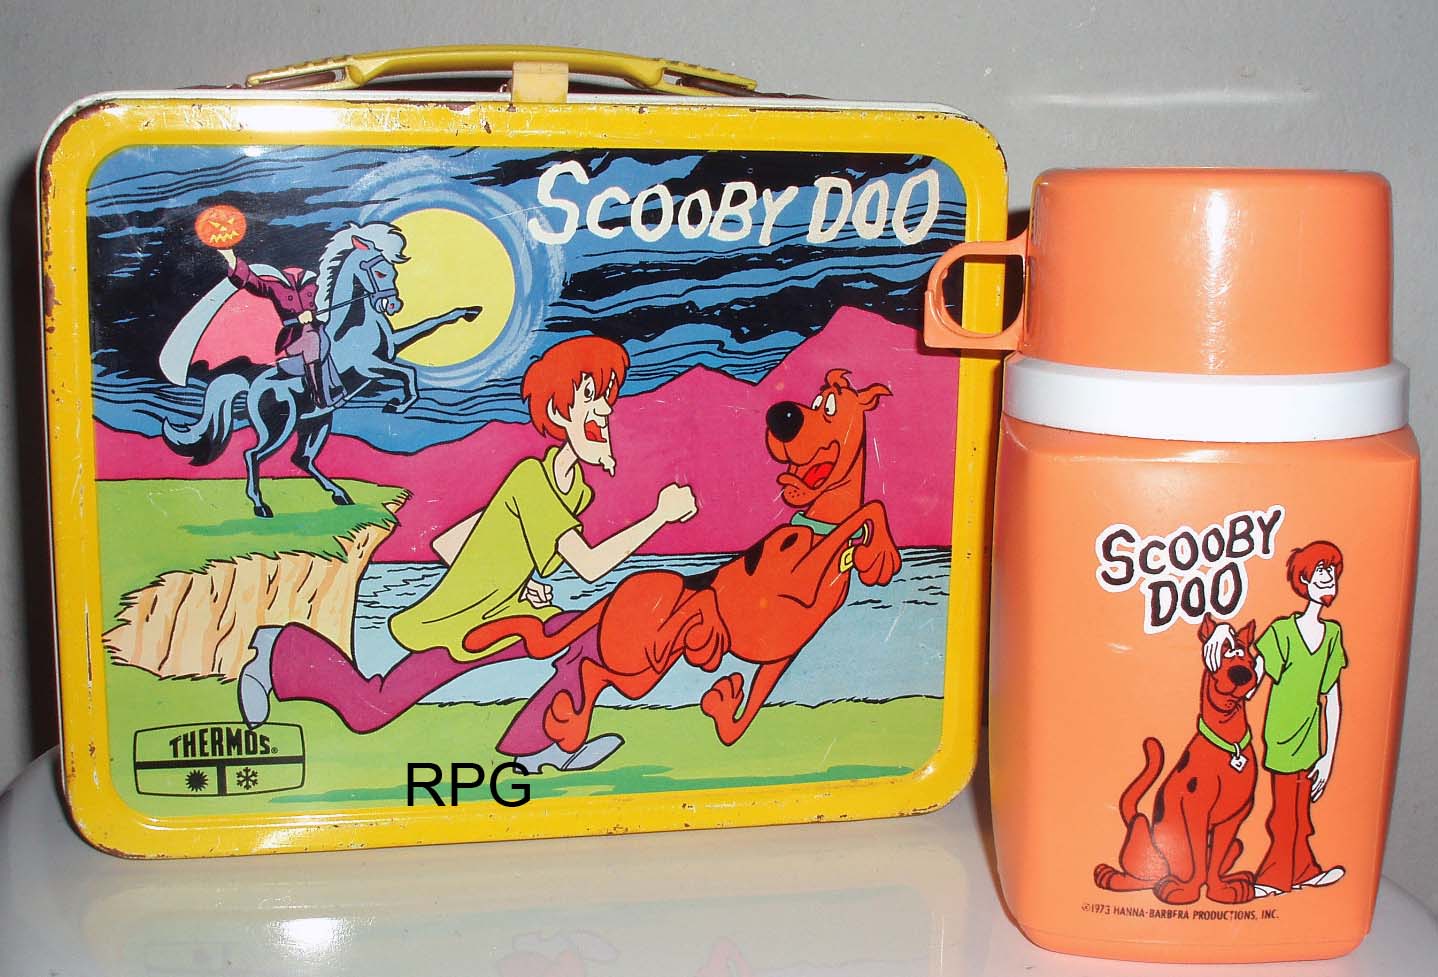 SCOOBY DOO
THERMOS®
RPG
SCOOBY
DOO
©1973 HANNA-BARBERA PRODUCTIONS, INC.